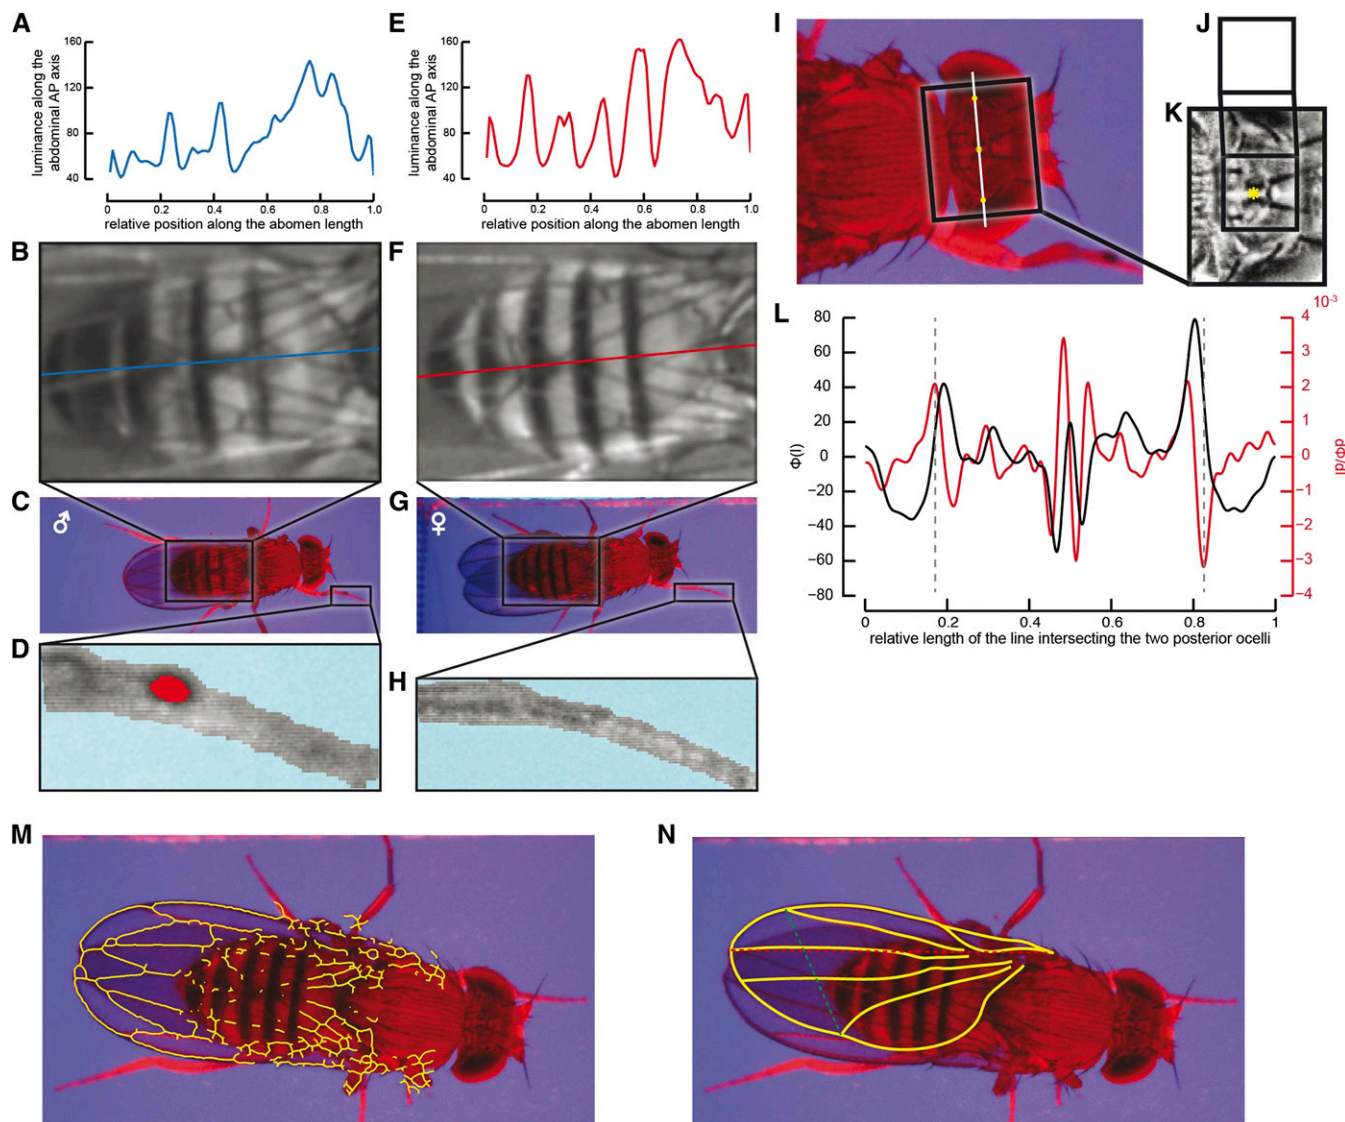 A
luminance along the
abdominal AP axis
160
120
80
40
0
0.2
0.4
0.6
0.8
1.0
relative position along the abomen length
E
luminance along the
abdominal AP axis
160
120
80
40
0
0.2
0.4
0.6
0.8
1.0
relative position along the abomen length
B
F
C
♂
G
♀
D
H
I
J
K
L
80
60
40
20
0
−20
−40
−60
−80
Φ(l)
10⁻³
4
3
2
1
0
−1
−2
−3
−4
dΦ/dl
0
0.2
0.4
0.6
0.8
1
relative length of the line intersecting the two posterior ocelli
M
N